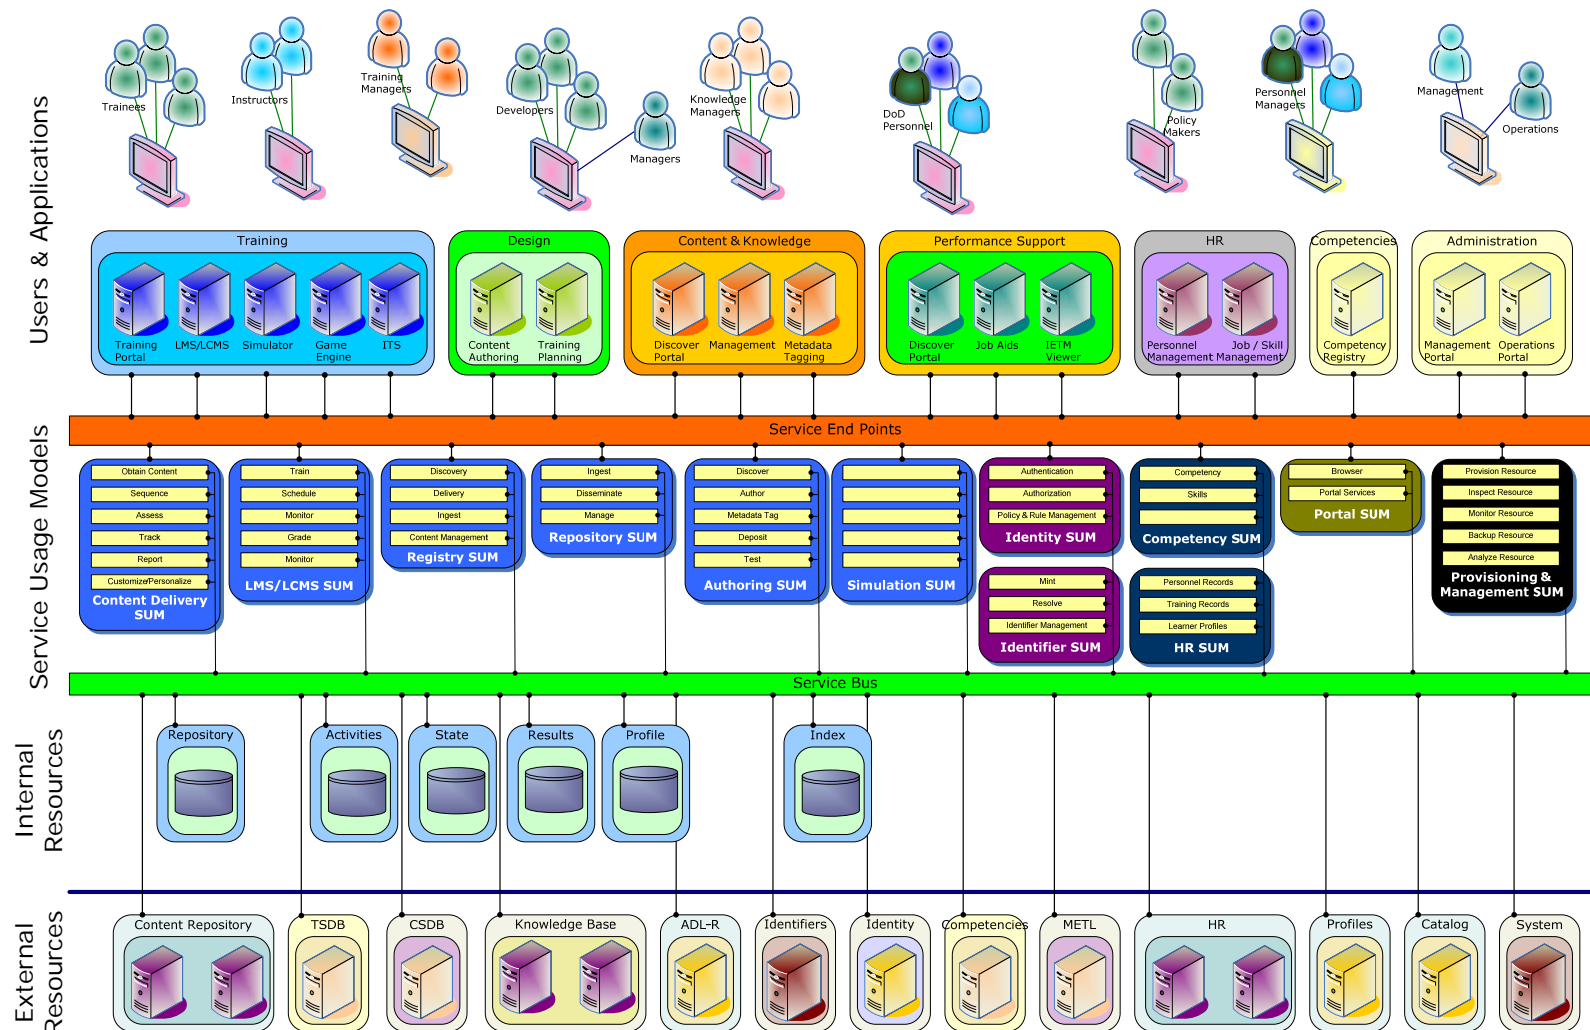 Users & Applications
Trainees
Instructors
Training
Managers
Developers
Managers
Knowledge
Managers
DoD
Personnel
Policy
Makers
Personnel
Managers
Management
Operations
Training
Training
Portal
LMS/LCMS
Simulator
Game
Engine
ITS
Design
Content
Authoring
Training
Planning
Content & Knowledge
Discover
Portal
Management
Metadata
Tagging
Performance Support
Discover
Portal
Job Aids
IETM
Viewer
HR
Personnel
Management
Job / Skill
Management
Competencies
Competency
Registry
Administration
Management
Portal
Operations
Portal
Service Usage Models
Service End Points
Obtain Content
Sequence
Assess
Track
Report
Customize/Personalize
Content Delivery
SUM
Train
Schedule
Monitor
Grade
Monitor
LMS/LCMS SUM
Discovery
Delivery
Ingest
Content Management
Registry SUM
Ingest
Disseminate
Manage
Repository SUM
Discover
Author
Metadata Tag
Deposit
Test
Authoring SUM
Simulation SUM
Authentication
Authorization
Policy & Rule Management
Identity SUM
Mint
Resolve
Identifier Management
Identifier SUM
Competency
Skills
Competency SUM
Personnel Records
Training Records
Learner Profiles
HR SUM
Browser
Portal Services
Portal SUM
Provision Resource
Inspect Resource
Monitor Resource
Backup Resource
Analyze Resource
Provisioning &
Management SUM
Service Bus
Internal
Resources
Repository
Activities
State
Results
Profile
Index
External
Resources
Content Repository
TSDB
CSDB
Knowledge Base
ADL-R
Identifiers
Identity
Competencies
METL
HR
Profiles
Catalog
System